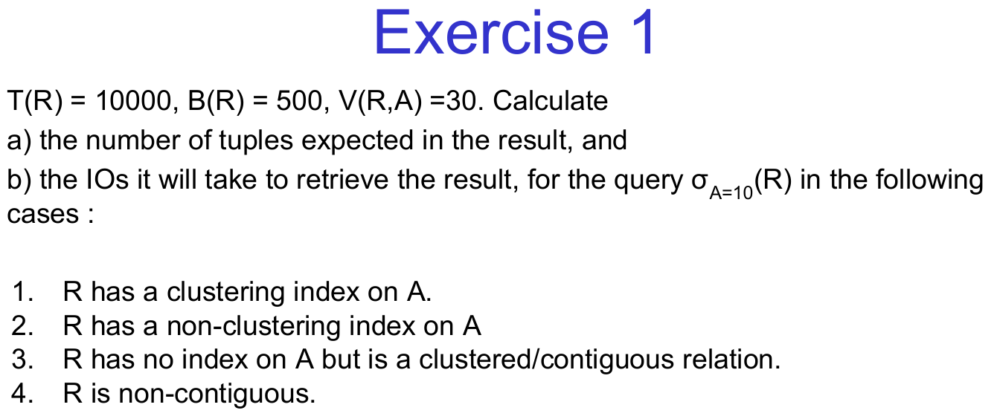 Exercise 1
T(R) = 10000, B(R) = 500, V(R,A) =30. Calculate
a) the number of tuples expected in the result, and
b) the IOs it will take to retrieve the result, for the query σ_A=10(R) in the following
cases :
1. R has a clustering index on A.
2. R has a non-clustering index on A
3. R has no index on A but is a clustered/contiguous relation.
4. R is non-contiguous.